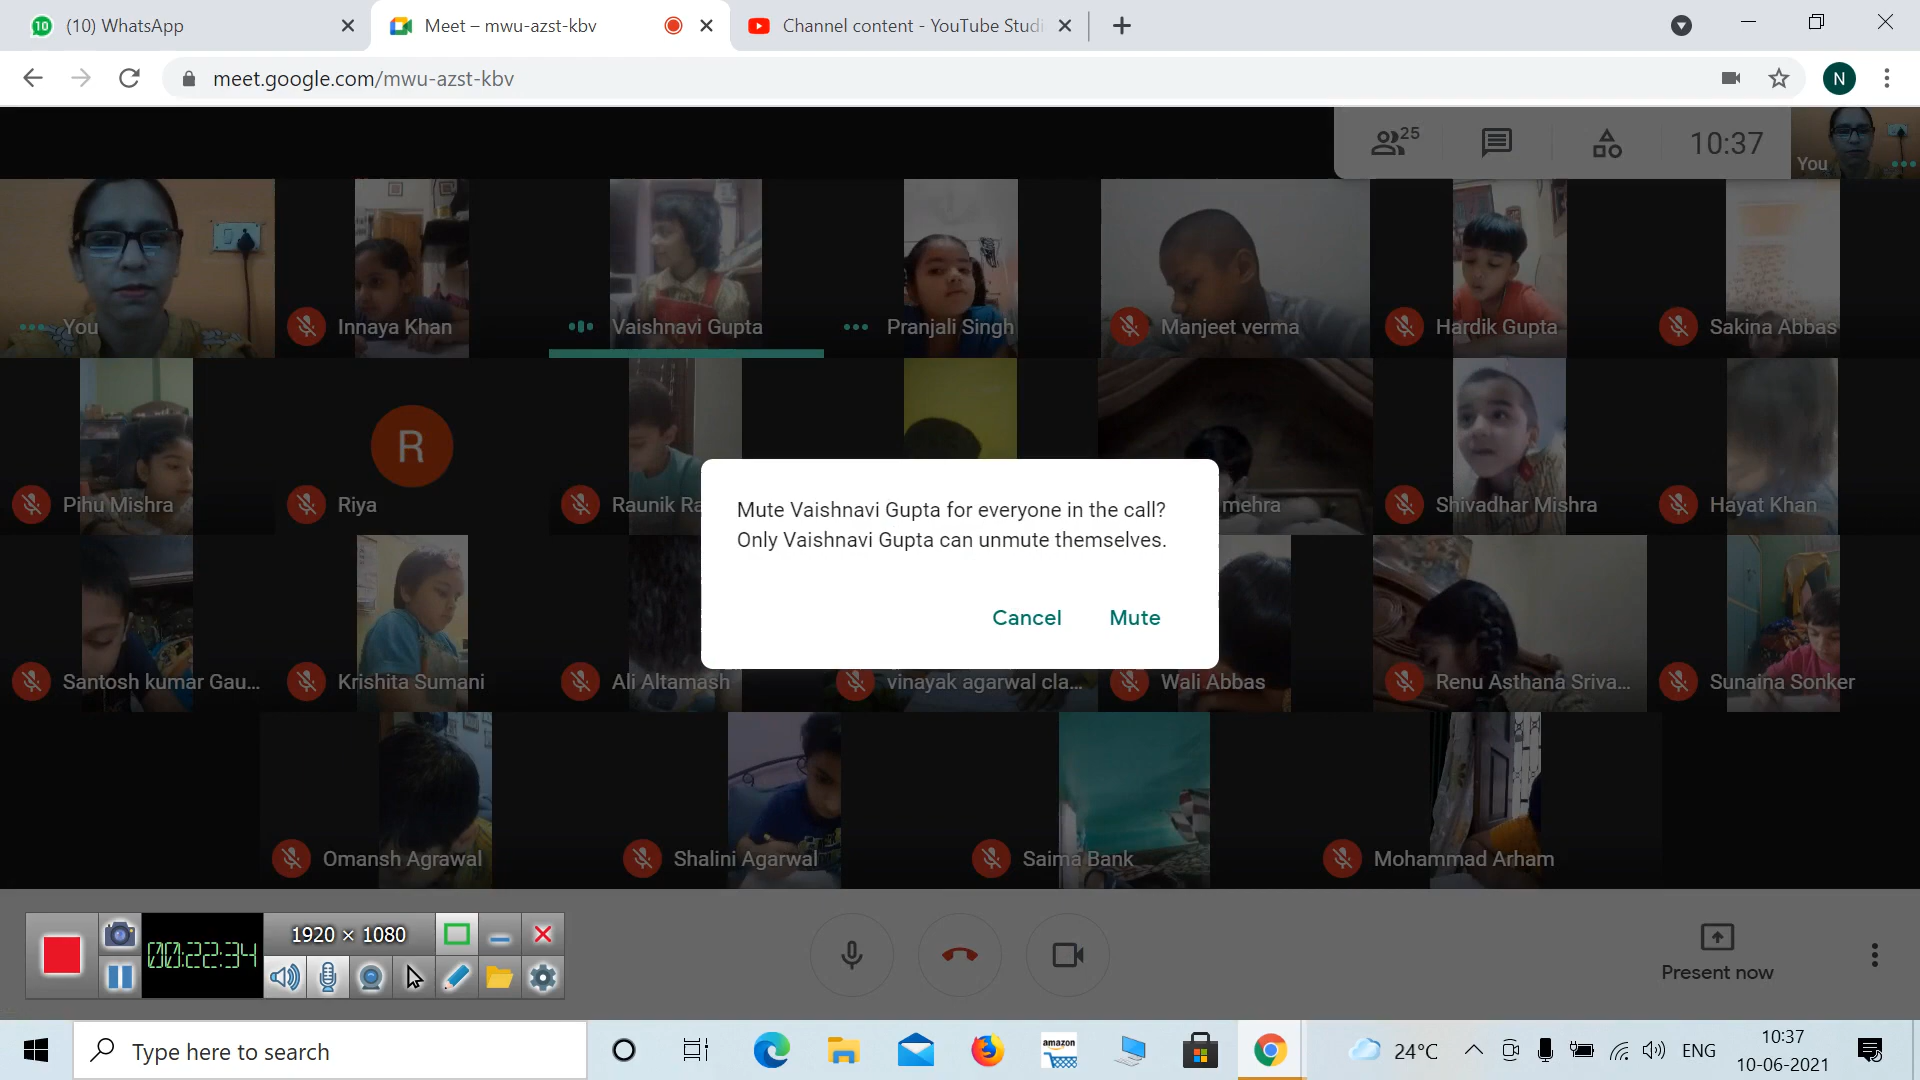 (10) WhatsApp
Meet – mwu-azst-kbv
Channel content - YouTube Studi
meet.google.com/mwu-azst-kbv
N
25
10:37
You
You
Innaya Khan
Vaishnavi Gupta
Pranjali Singh
Manjeet verma
Hardik Gupta
Sakina Abbas
Pihu Mishra
R
Riya
Raunik Ra
mehra
Shivadhar Mishra
Hayat Khan
Mute Vaishnavi Gupta for everyone in the call?
Only Vaishnavi Gupta can unmute themselves.
Cancel
Mute
Santosh kumar Gau...
Krishita Sumani
Ali Altamash
vinayak agarwal cla...
Wali Abbas
Renu Asthana Sriva...
Sunaina Sonker
Omansh Agrawal
Shalini Agarwal
Saima Bank
Mohammad Arham
1920 × 1080
00:22:34
Present now
Type here to search
amazon
24°C
ENG
10:37
10-06-2021